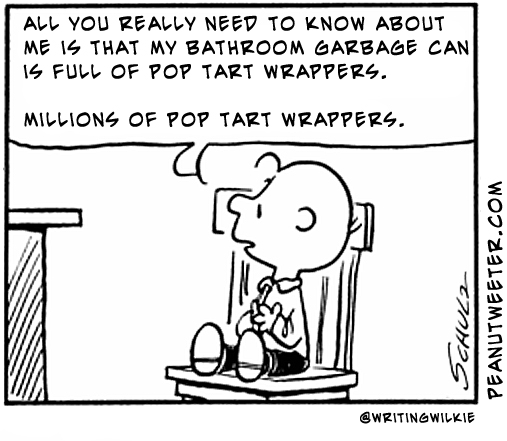 ALL YOU REALLY NEED TO KNOW ABOUT
ME IS THAT MY BATHROOM GARBAGE CAN
IS FULL OF POP TART WRAPPERS.
MILLIONS OF POP TART WRAPPERS.
SCHULZ
PEANUTWEETER.COM
@WRITINGWILKIE